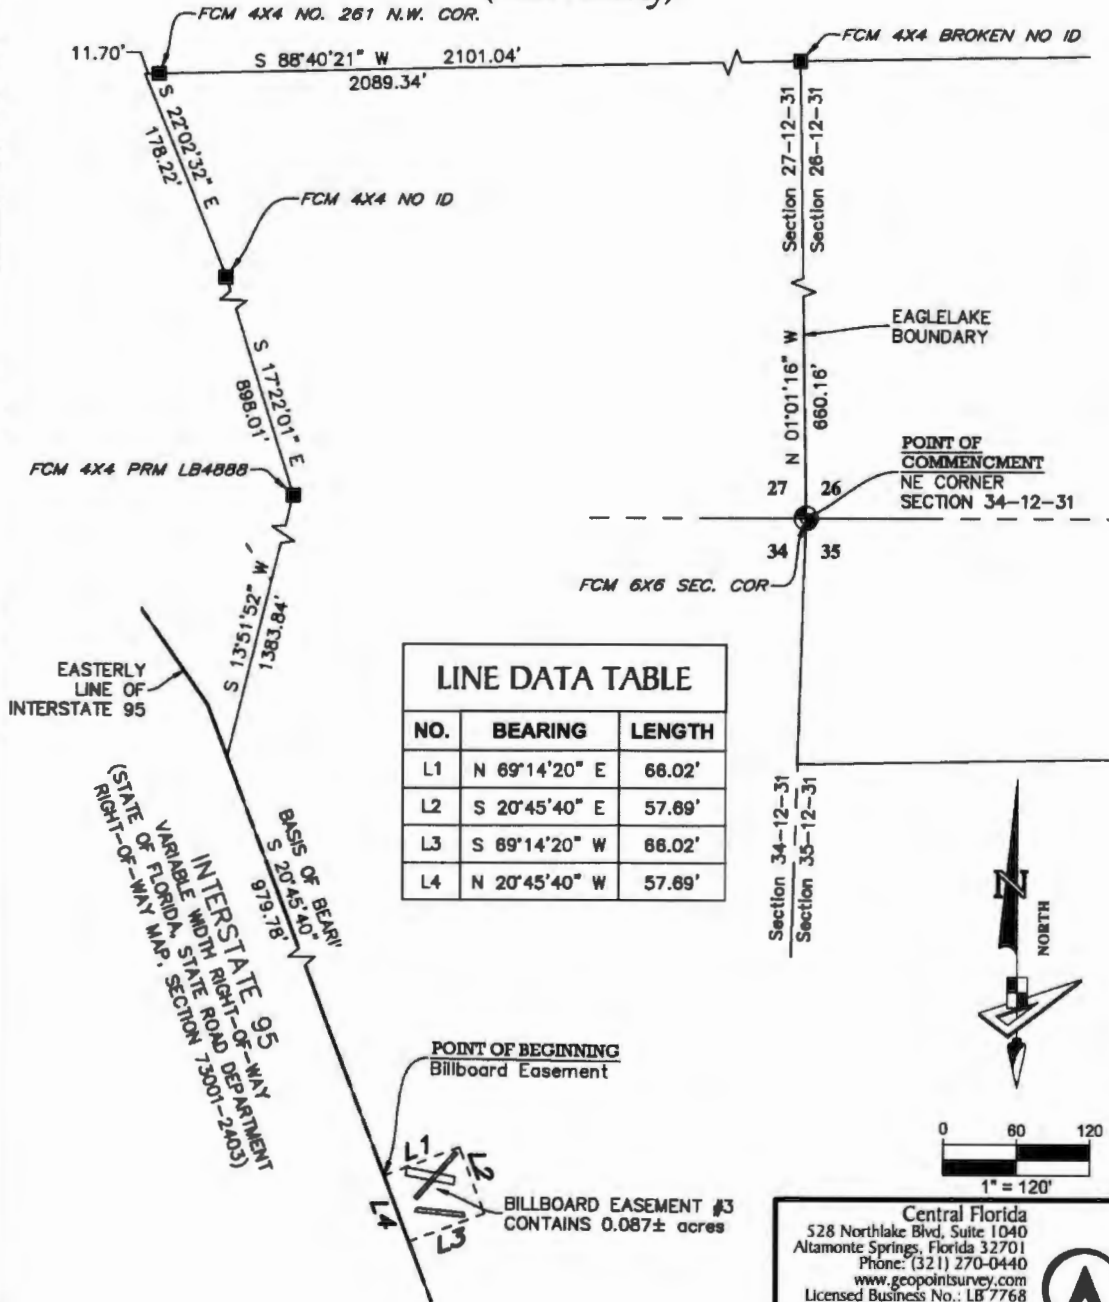 FCM 4X4 NO. 261 N.W. COR.
FCM 4X4 BROKEN NO ID
11.70'
S 88°40'21" W 2101.04'
2089.34'
S 22°02'32" E
178.22'
Section 27-12-31
Section 26-12-31
FCM 4X4 NO ID
EAGLELAKE
BOUNDARY
S 17°22'01" E
898.01'
N 01°01'16" W
660.16'
POINT OF
COMMENCMENT
NE CORNER
SECTION 34-12-31
FCM 4X4 PRM LB4888
27 26
34 35
FCM 6X6 SEC. COR
S 13°51'52" W
1383.84'
EASTERLY
LINE OF
INTERSTATE 95
LINE DATA TABLE
NO. BEARING LENGTH
L1 N 69°14'20" E 66.02'
L2 S 20°45'40" E 57.69'
L3 S 69°14'20" W 66.02'
L4 N 20°45'40" W 57.69'
Section 34-12-31
Section 35-12-31
BASIS OF BEARI
S 20°45'40"
979.78'
INTERSTATE 95
VARIABLE WIDTH RIGHT-OF-WAY
(STATE OF FLORIDA, STATE ROAD DEPARTMENT
RIGHT-OF-WAY MAP, SECTION 73001-2403)
N
NORTH
POINT OF BEGINNING
Billboard Easement
L1
L2
L3
L4
BILLBOARD EASEMENT #3
CONTAINS 0.087± acres
0 60 120
1" = 120'
Central Florida
528 Northlake Blvd, Suite 1040
Altamonte Springs, Florida 32701
Phone: (321) 270-0440
www.geopointsurvey.com
Licensed Business No.: LB 7768